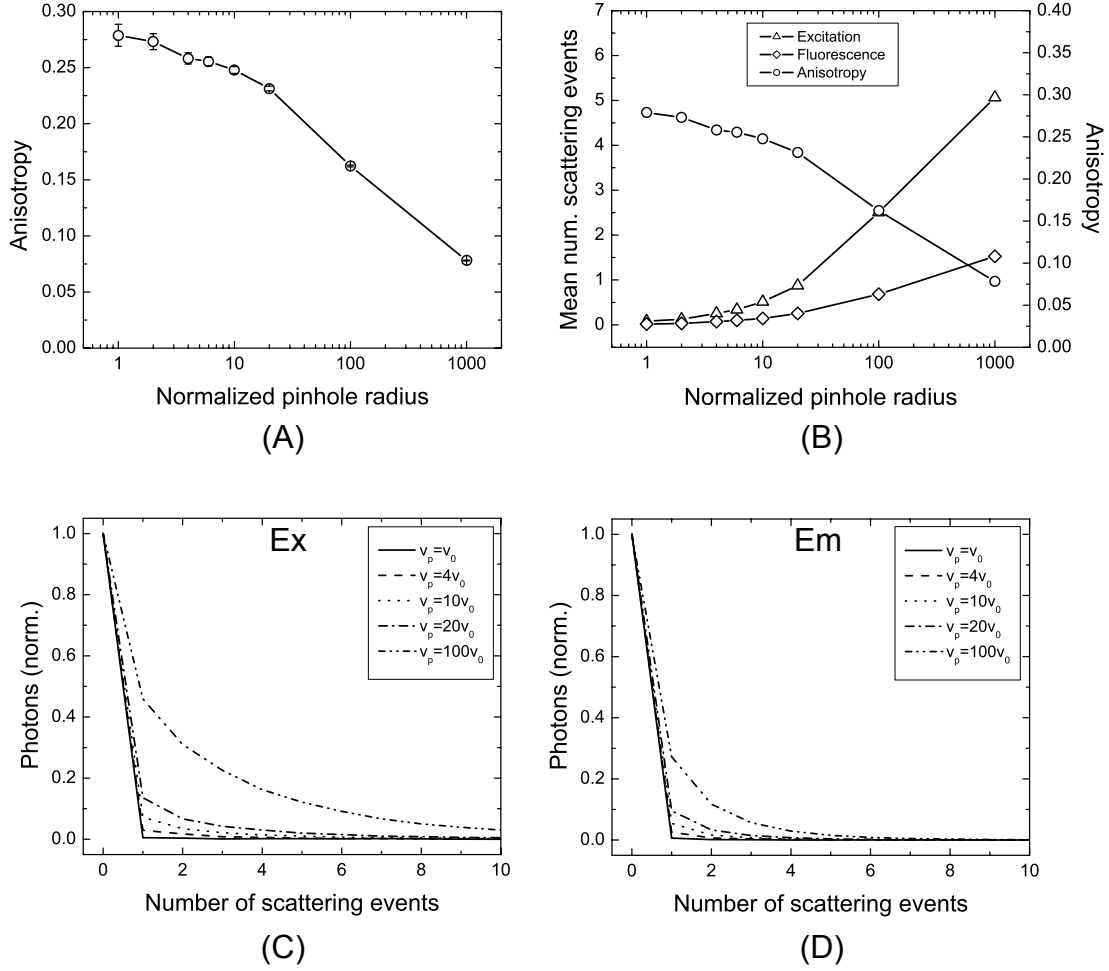 0.30
0.25
0.20
0.15
0.10
0.05
0.00
Anisotropy
1 10 100 1000
Normalized pinhole radius
(A)
7
6
5
4
3
2
1
0
Mean num. scattering events
Excitation
Fluorescence
Anisotropy
0.40
0.35
0.30
0.25
0.20
0.15
0.10
0.05
0.00
Anisotropy
1 10 100 1000
Normalized pinhole radius
(B)
1.0
0.8
0.6
0.4
0.2
0.0
Photons (norm.)
Ex
vp=v0
vp=4v0
vp=10v0
vp=20v0
vp=100v0
0 2 4 6 8 10
Number of scattering events
(C)
1.0
0.8
0.6
0.4
0.2
0.0
Photons (norm.)
Em
vp=v0
vp=4v0
vp=10v0
vp=20v0
vp=100v0
0 2 4 6 8 10
Number of scattering events
(D)